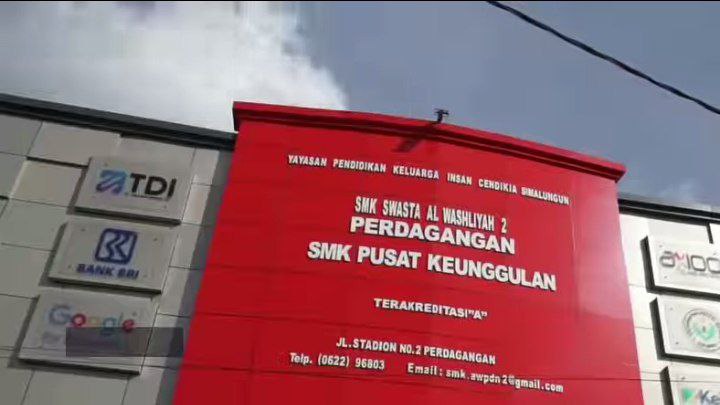 YAYASAN PENDIDIKAN KELUARGA INSAN CENDIKIA SIMALUNGUN
SMK SWASTA AL WASHLIYAH 2
PERDAGANGAN
SMK PUSAT KEUNGGULAN
TERAKREDITASI"A"
JL.STADION NO.2 PERDAGANGAN
Telp. (0622) 96803
Email : smk.awpdn2@gmail.com
TDI
BANK BRI
Google
for